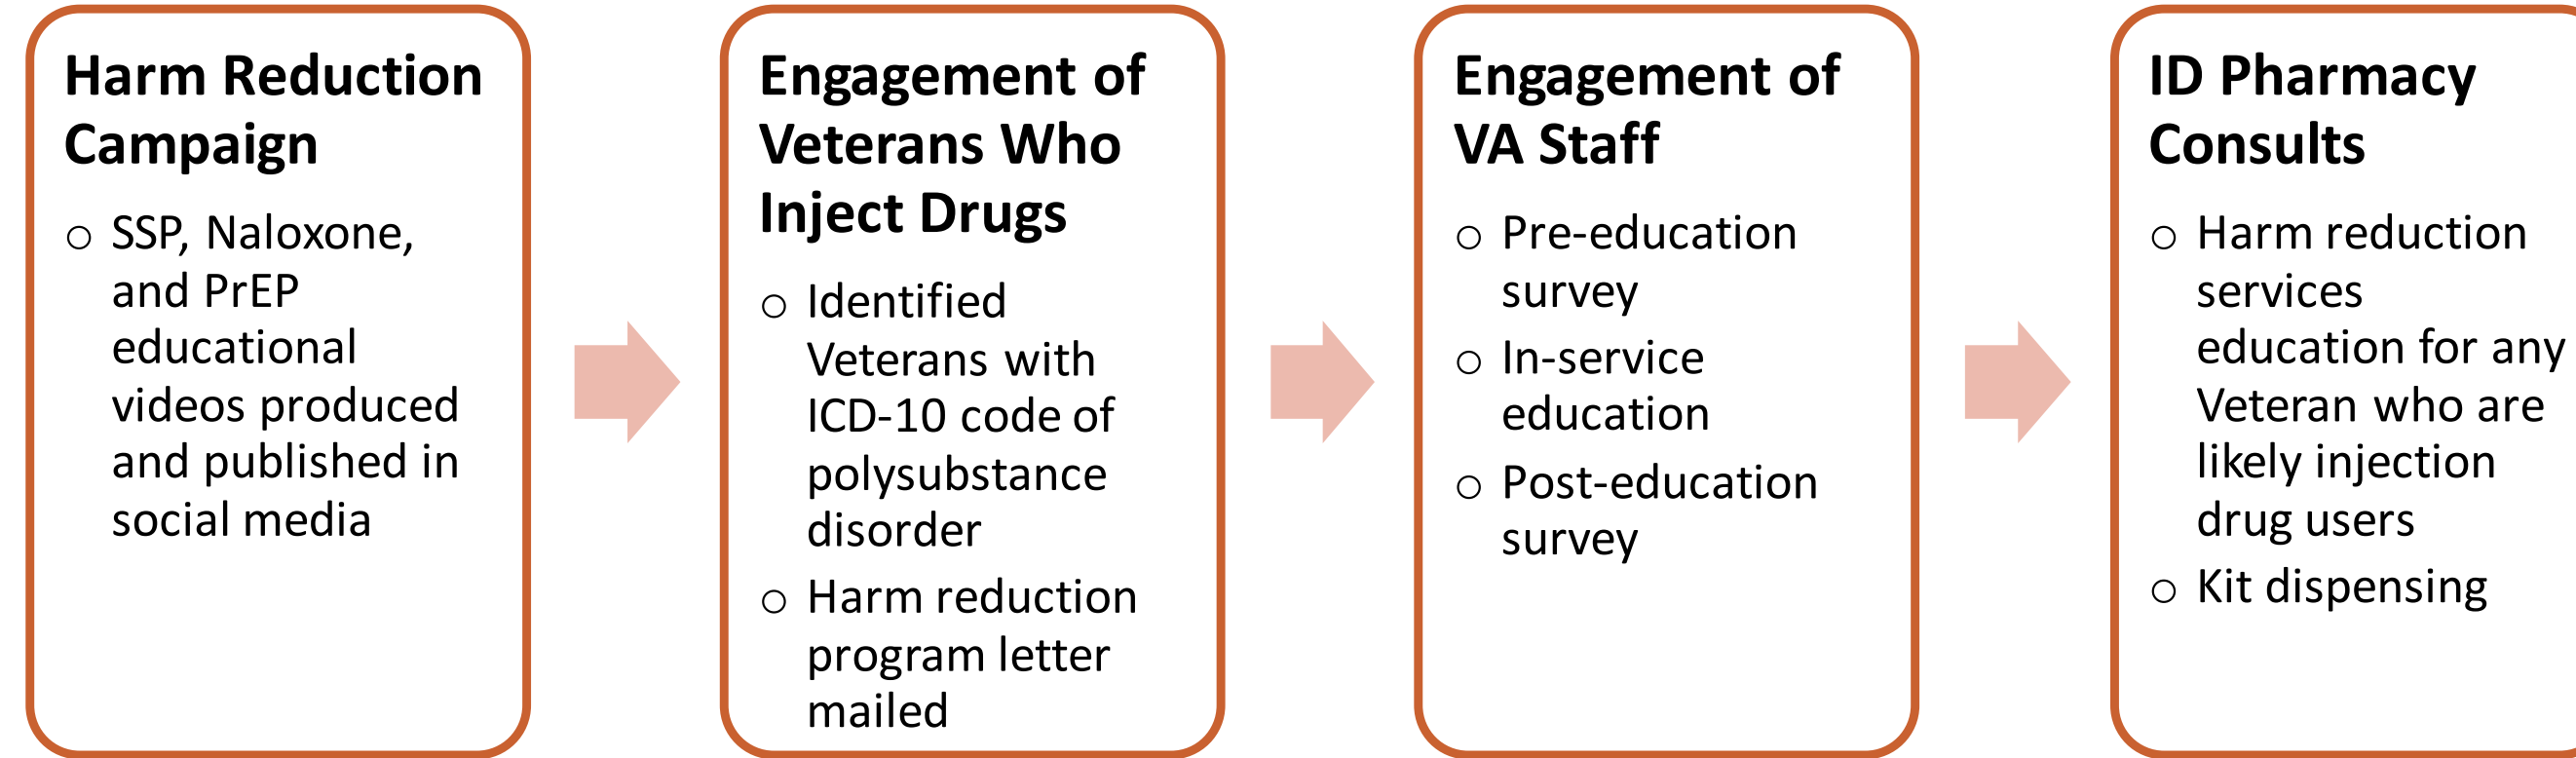 Harm Reduction
Campaign
○ SSP, Naloxone,
and PrEP
educational
videos produced
and published in
social media
Engagement of
Veterans Who
Inject Drugs
○ Identified
Veterans with
ICD-10 code of
polysubstance
disorder
○ Harm reduction
program letter
mailed
Engagement of
VA Staff
○ Pre-education
survey
○ In-service
education
○ Post-education
survey
ID Pharmacy
Consults
○ Harm reduction
services
education for any
Veteran who are
likely injection
drug users
○ Kit dispensing